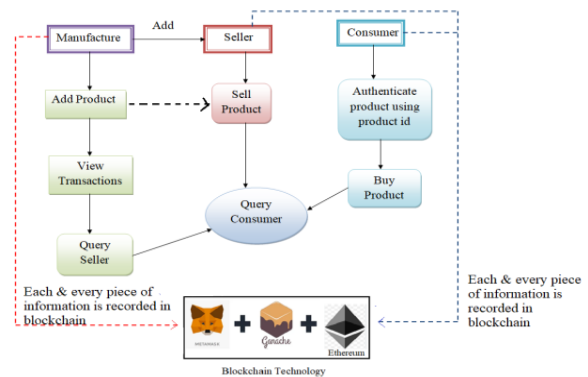 Manufacture
Add
Seller
Consumer
Add Product
Sell
Product
Authenticate
product using
product id
View
Transactions
Buy
Product
Query
Consumer
Query
Seller
Each & every piece of
information is recorded in
blockchain
Each & every piece
of information is
recorded in
blockchain
METAMASK
Ganache
Ethereum
Blockchain Technology